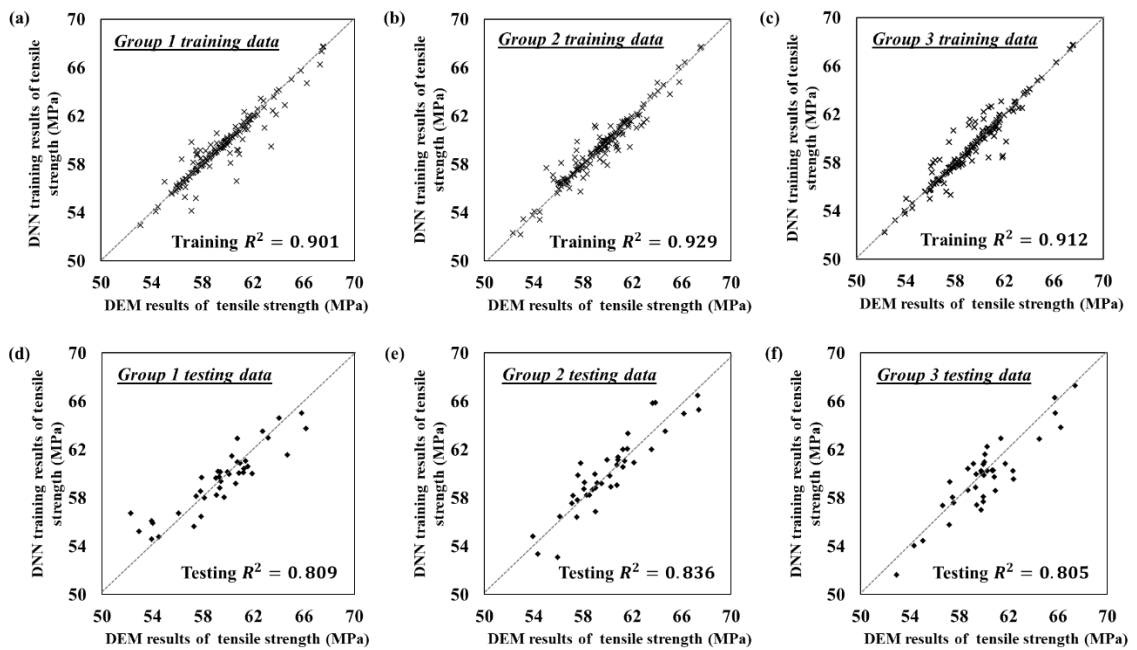 (a)
70
66
62
58
54
50
DNN training results of tensile
strength (MPa)
Group 1 training data
Training R² = 0.901
50 54 58 62 66 70
DEM results of tensile strength (MPa)
(b)
70
66
62
58
54
50
DNN training results of tensile
strength (MPa)
Group 2 training data
Training R² = 0.929
50 54 58 62 66 70
DEM results of tensile strength (MPa)
(c)
70
66
62
58
54
50
DNN training results of tensile
strength (MPa)
Group 3 training data
Training R² = 0.912
50 54 58 62 66 70
DEM results of tensile strength (MPa)
(d)
70
66
62
58
54
50
DNN training results of tensile
strength (MPa)
Group 1 testing data
Testing R² = 0.809
50 54 58 62 66 70
DEM results of tensile strength (MPa)
(e)
70
66
62
58
54
50
DNN training results of tensile
strength (MPa)
Group 2 testing data
Testing R² = 0.836
50 54 58 62 66 70
DEM results of tensile strength (MPa)
(f)
70
66
62
58
54
50
DNN training results of tensile
strength (MPa)
Group 3 testing data
Testing R² = 0.805
50 54 58 62 66 70
DEM results of tensile strength (MPa)